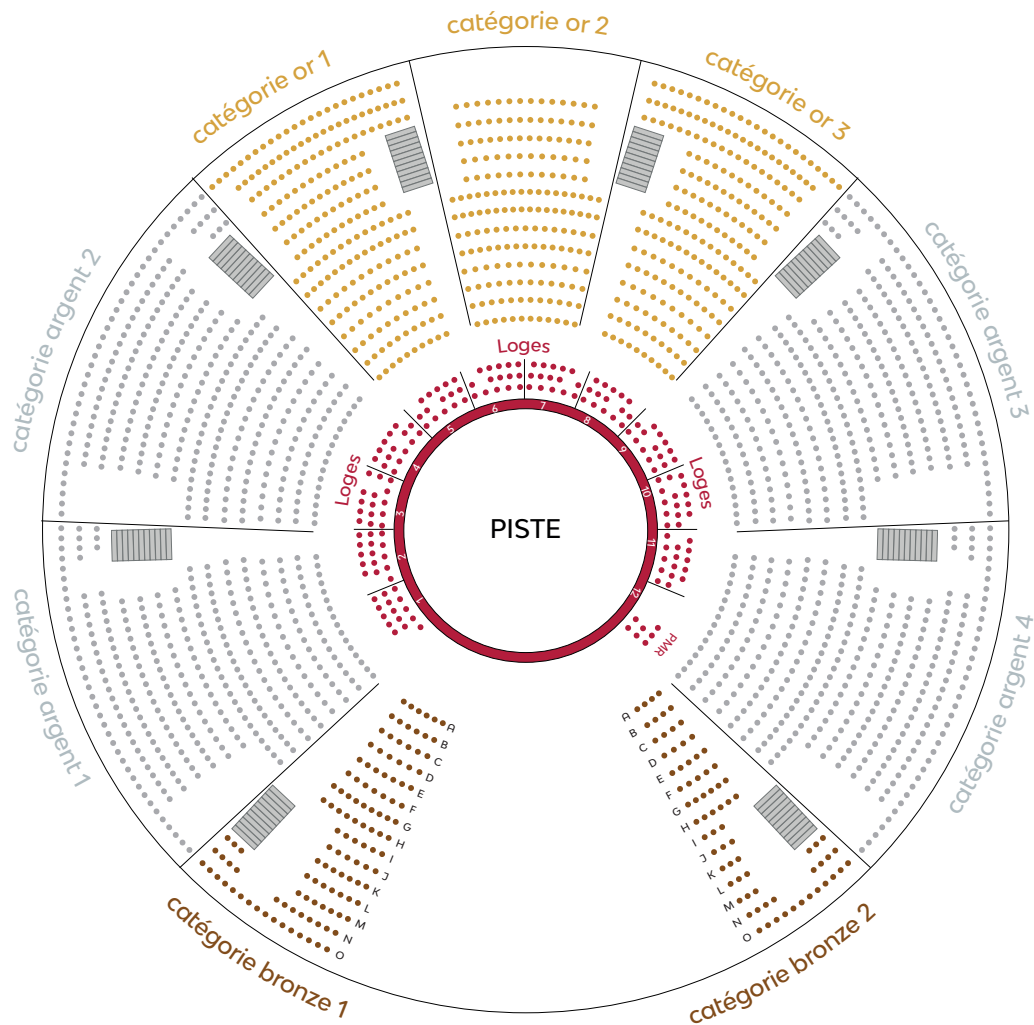 catégorie or 2
catégorie or 1
catégorie or 3
catégorie argent 2
catégorie argent 3
Loges
Loges
Loges
PISTE
1
2
3
4
5
6
7
8
9
10
11
12
PMR
catégorie argent 1
catégorie argent 4
A
B
C
D
E
F
G
H
I
J
K
L
M
N
O
A
B
C
D
E
F
G
H
I
J
K
L
M
N
O
catégorie bronze 1
catégorie bronze 2